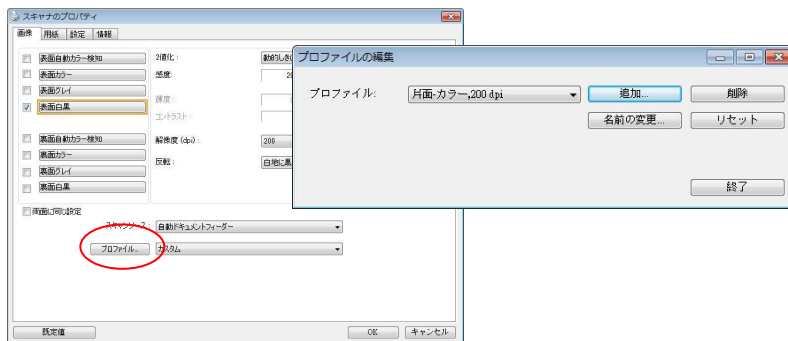 スキャナのプロパティ
画像 用紙 設定 情報
表面自動カラー検知
表面カラー
表面グレイ
表面白黒
裏面自動カラー検知
裏面カラー
裏面グレイ
裏面白黒
2値化:
感度:
輝度:
コントラスト:
解像度 (dpi):
200
反転:
両面に同じ設定
スキャンソース: 自動ドキュメントフィーダー
プロファイル... カスタム
既定値
OK キャンセル
プロファイルの編集
プロファイル: 片面-カラー,200 dpi 追加... 削除
名前の変更... リセット
終了